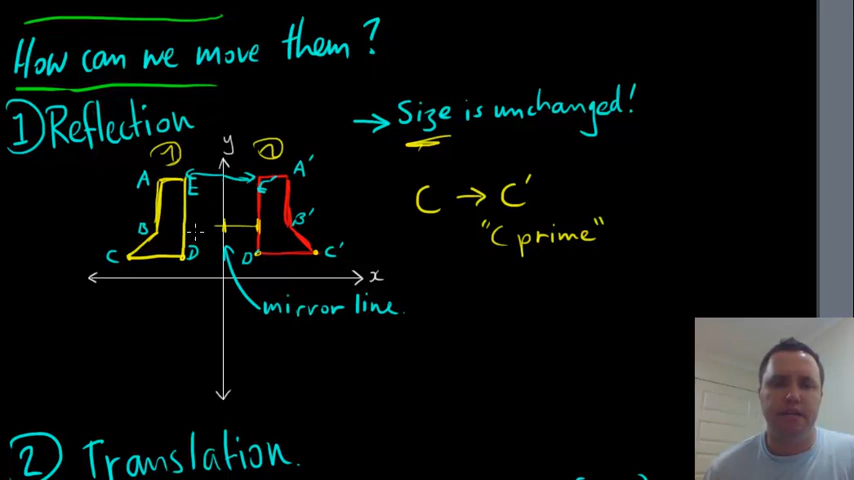 How can we move them?
1) Reflection
→ Size is unchanged!
y
1 1
A E E' A'
B B'
C D D C'
x
C → C'
"C prime"
mirror line.
2) Translation.